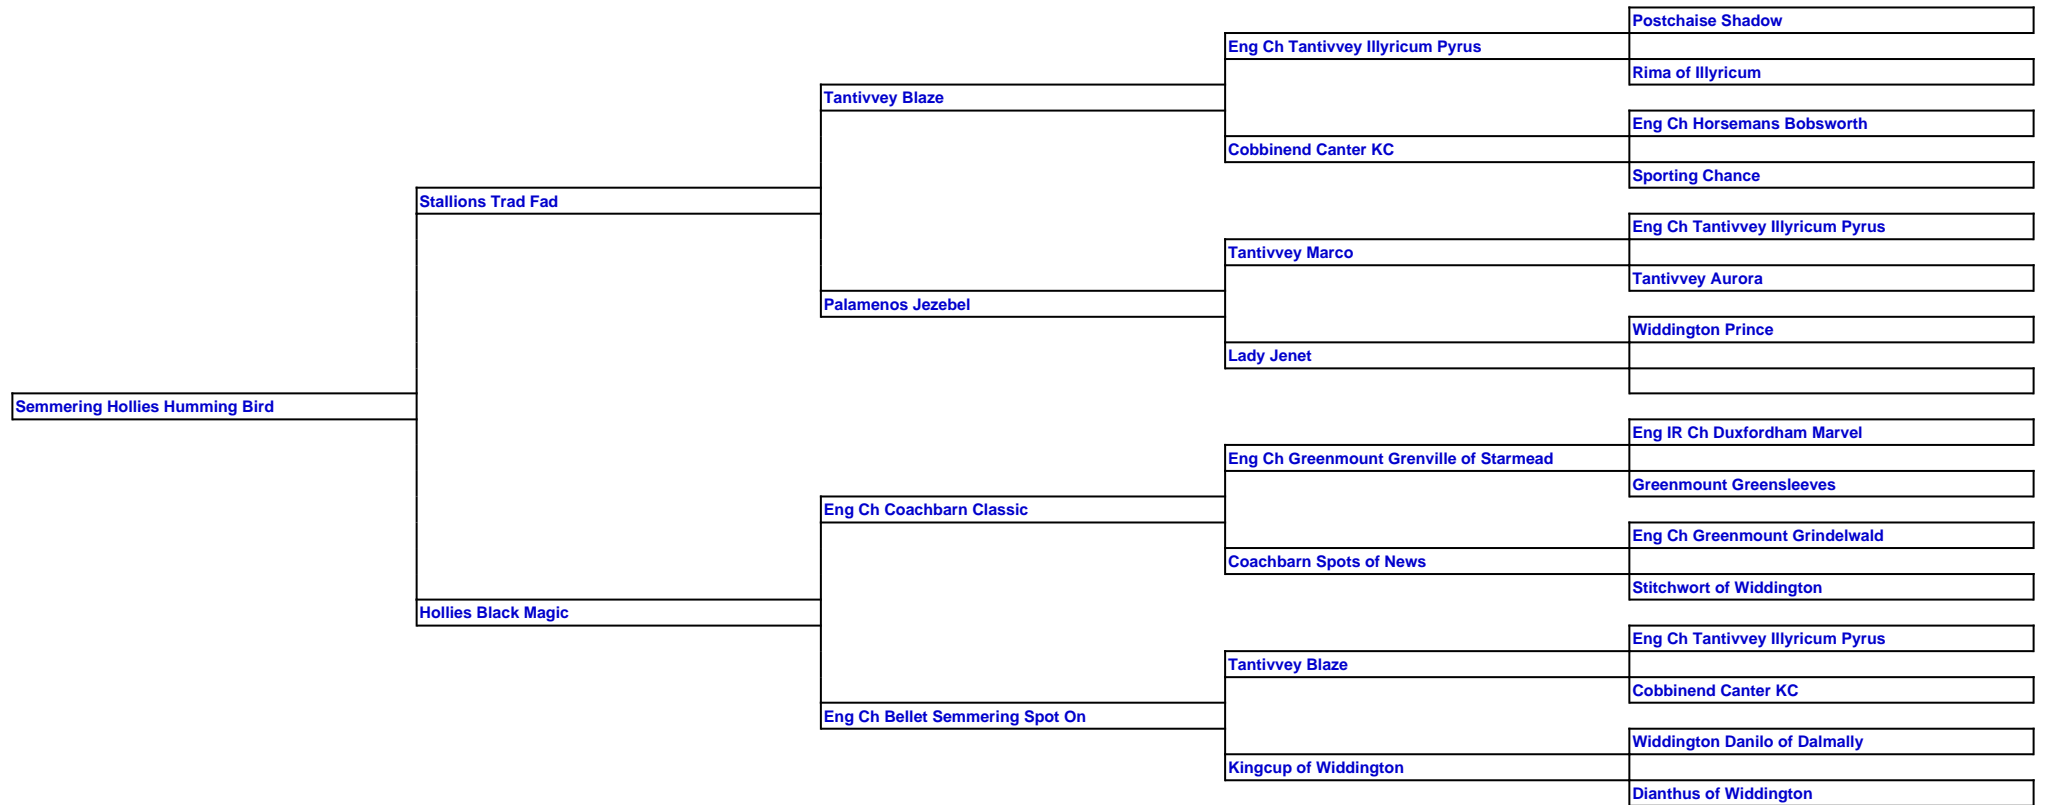 Postchaise Shadow
Eng Ch Tantivvey Illyricum Pyrus
Rima of Illyricum
Tantivvey Blaze
Eng Ch Horsemans Bobsworth
Cobbinend Canter KC
Sporting Chance
Stallions Trad Fad
Eng Ch Tantivvey Illyricum Pyrus
Tantivvey Marco
Tantivvey Aurora
Palamenos Jezebel
Widdington Prince
Lady Jenet
Semmering Hollies Humming Bird
Eng IR Ch Duxfordham Marvel
Eng Ch Greenmount Grenville of Starmead
Greenmount Greensleeves
Eng Ch Coachbarn Classic
Eng Ch Greenmount Grindelwald
Coachbarn Spots of News
Stitchwort of Widdington
Hollies Black Magic
Eng Ch Tantivvey Illyricum Pyrus
Tantivvey Blaze
Cobbinend Canter KC
Eng Ch Bellet Semmering Spot On
Widdington Danilo of Dalmally
Kingcup of Widdington
Dianthus of Widdington